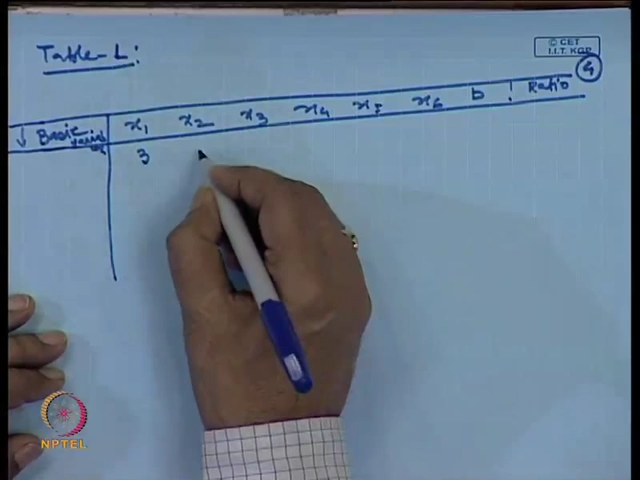 © CET
I.I.T. KGP
Table-1:
4
↓ Basic variables x₁ x₂ x₃ x₄ x₅ x₆ b Ratio
3
NPTEL